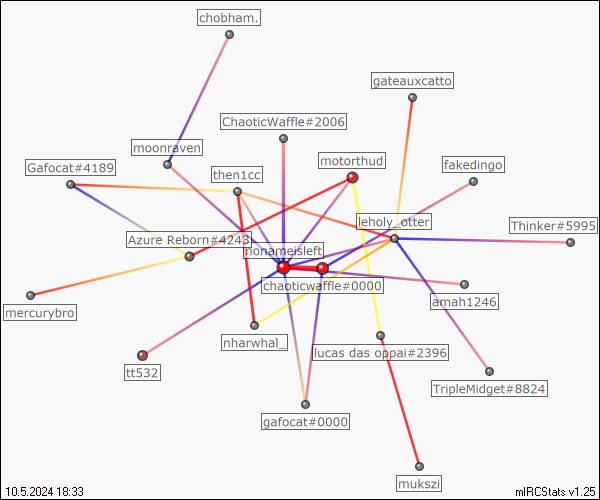 chobham.
gateauxcatto
ChaoticWaffle#2006
moonraven
motorthud
fakedingo
Gafocat#4189
then1cc
leholy_otter
Thinker#5995
Azure Reborn#4243
nonameisleft
chaoticwaffle#0000
amah1246
mercurybro
nharwhal_
lucas das oppai#2396
tt532
TripleMidget#8824
gafocat#0000
mukszi
10.5.2024 18:33
mIRCStats v1.25